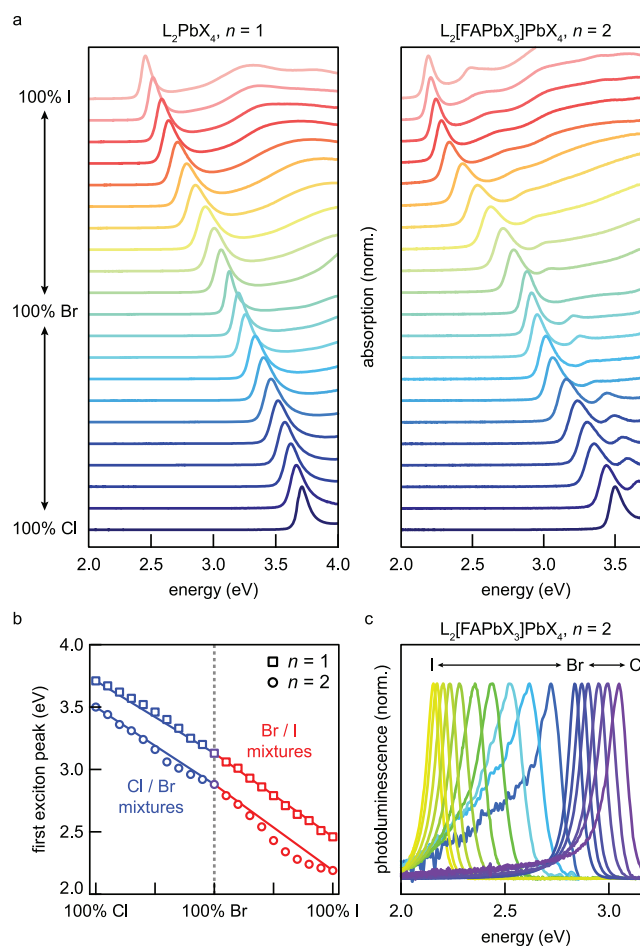 a
L₂PbX₄, n = 1
L₂[FAPbX₃]PbX₄, n = 2
100% I
100% Br
100% Cl
absorption (norm.)
2.0 2.5 3.0 3.5 4.0
2.0 2.5 3.0 3.5
energy (eV)
energy (eV)
b
4.0
3.5
3.0
2.5
2.0
first exciton peak (eV)
n = 1
n = 2
Br / I
mixtures
Cl / Br
mixtures
100% Cl 100% Br 100% I
c
L₂[FAPbX₃]PbX₄, n = 2
I Br C
photoluminescence (norm.)
2.0 2.5 3.0
energy (eV)